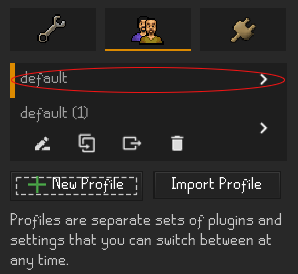 default
default (1)
New Profile
Import Profile
Profiles are separate sets of plugins and
settings that you can switch between at
any time.